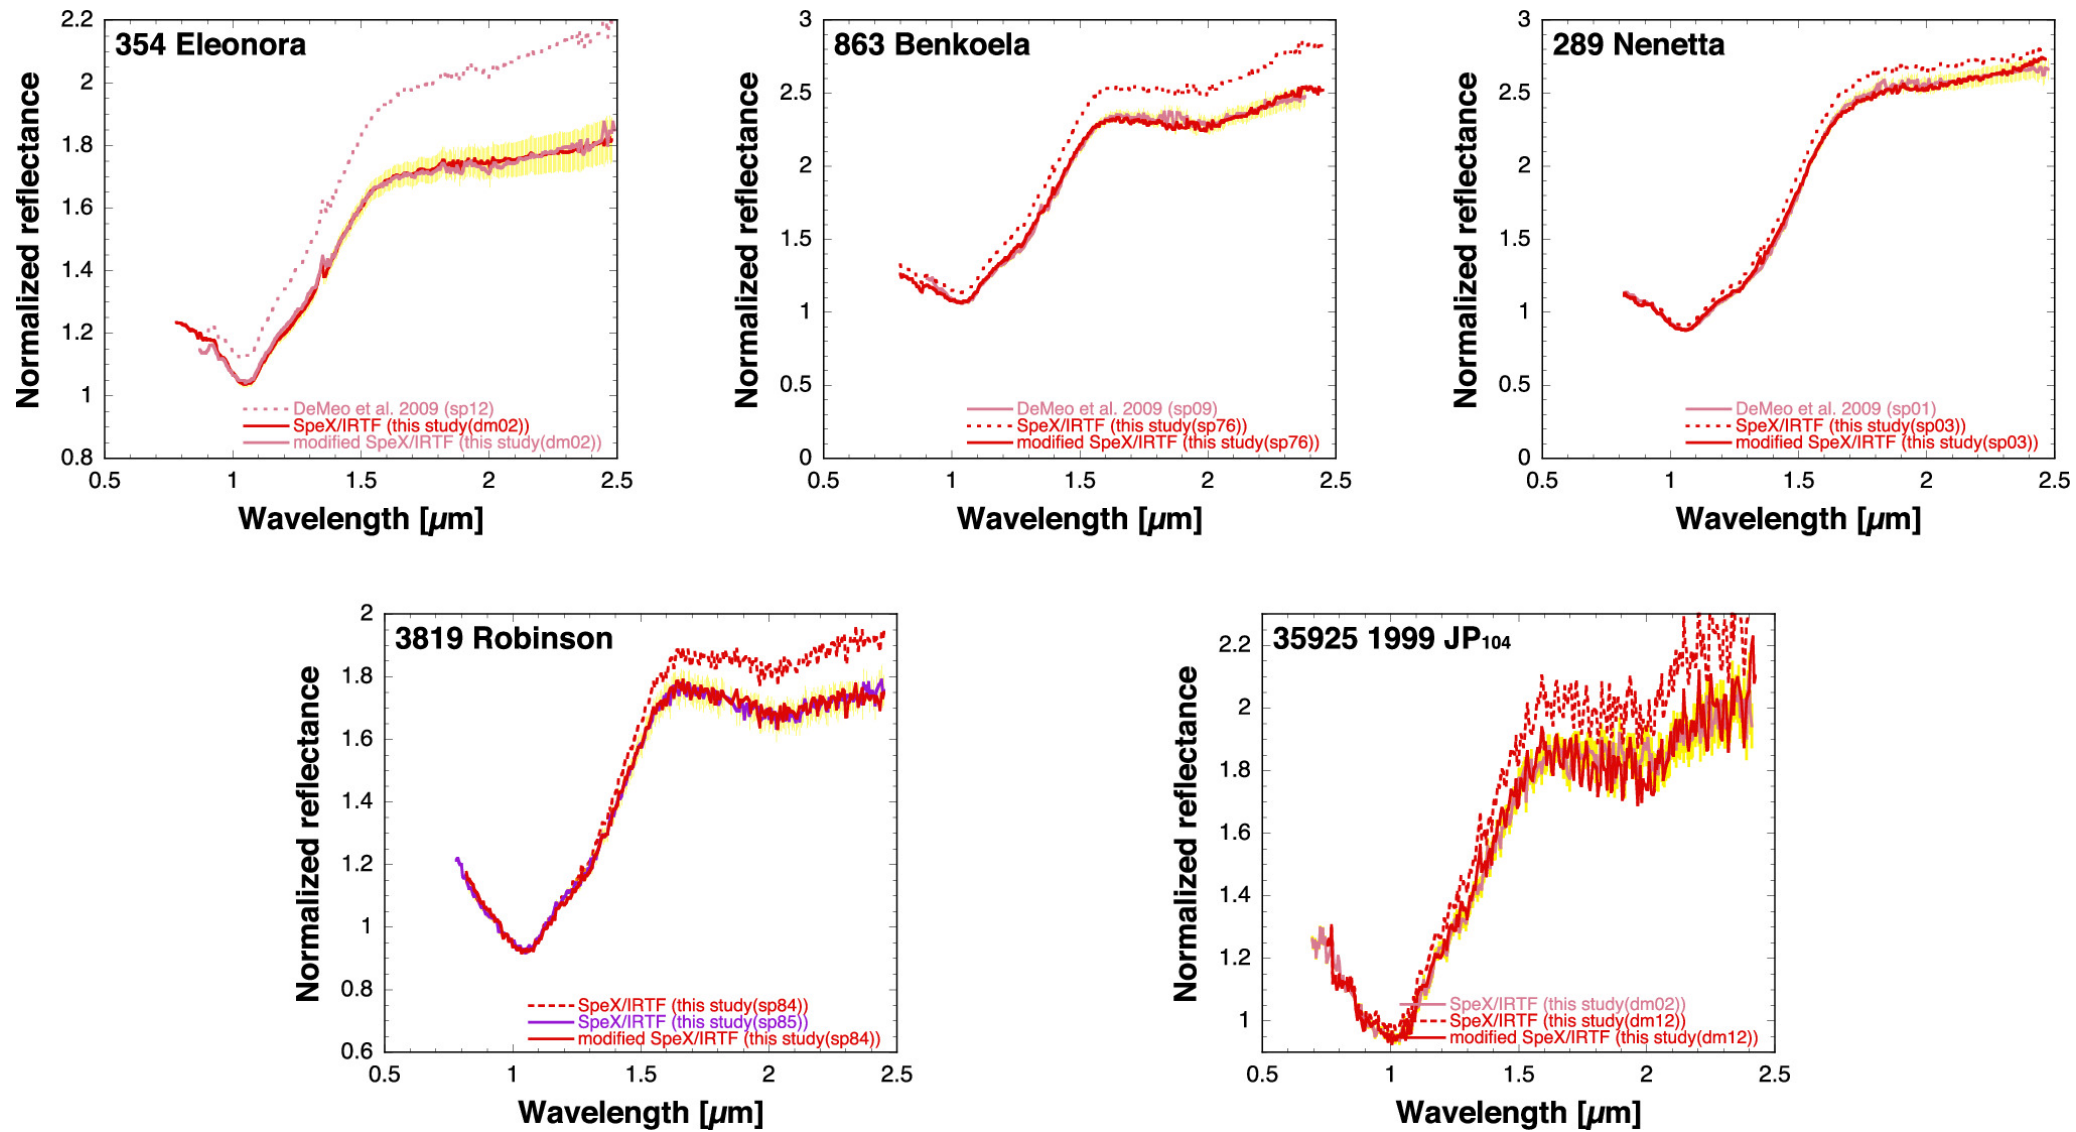 354 Eleonora
Normalized reflectance
2.2
2
1.8
1.6
1.4
1.2
1
0.8
DeMeo et al. 2009 (sp12)
SpeX/IRTF (this study(dm02))
modified SpeX/IRTF (this study(dm02))
0.5 1 1.5 2 2.5
Wavelength [µm]
863 Benkoela
Normalized reflectance
3
2.5
2
1.5
1
0.5
0
DeMeo et al. 2009 (sp09)
SpeX/IRTF (this study(sp76))
modified SpeX/IRTF (this study(sp76))
0.5 1 1.5 2 2.5
Wavelength [µm]
289 Nenetta
Normalized reflectance
3
2.5
2
1.5
1
0.5
0
DeMeo et al. 2009 (sp01)
SpeX/IRTF (this study(sp03))
modified SpeX/IRTF (this study(sp03))
0.5 1 1.5 2 2.5
Wavelength [µm]
3819 Robinson
Normalized reflectance
2
1.8
1.6
1.4
1.2
1
0.8
0.6
SpeX/IRTF (this study(sp84))
SpeX/IRTF (this study(sp85))
modified SpeX/IRTF (this study(sp84))
0.5 1 1.5 2 2.5
Wavelength [µm]
35925 1999 JP₁₀₄
Normalized reflectance
2.2
2
1.8
1.6
1.4
1.2
1
SpeX/IRTF (this study(dm02))
SpeX/IRTF (this study(dm12))
modified SpeX/IRTF (this study(dm12))
0.5 1 1.5 2 2.5
Wavelength [µm]